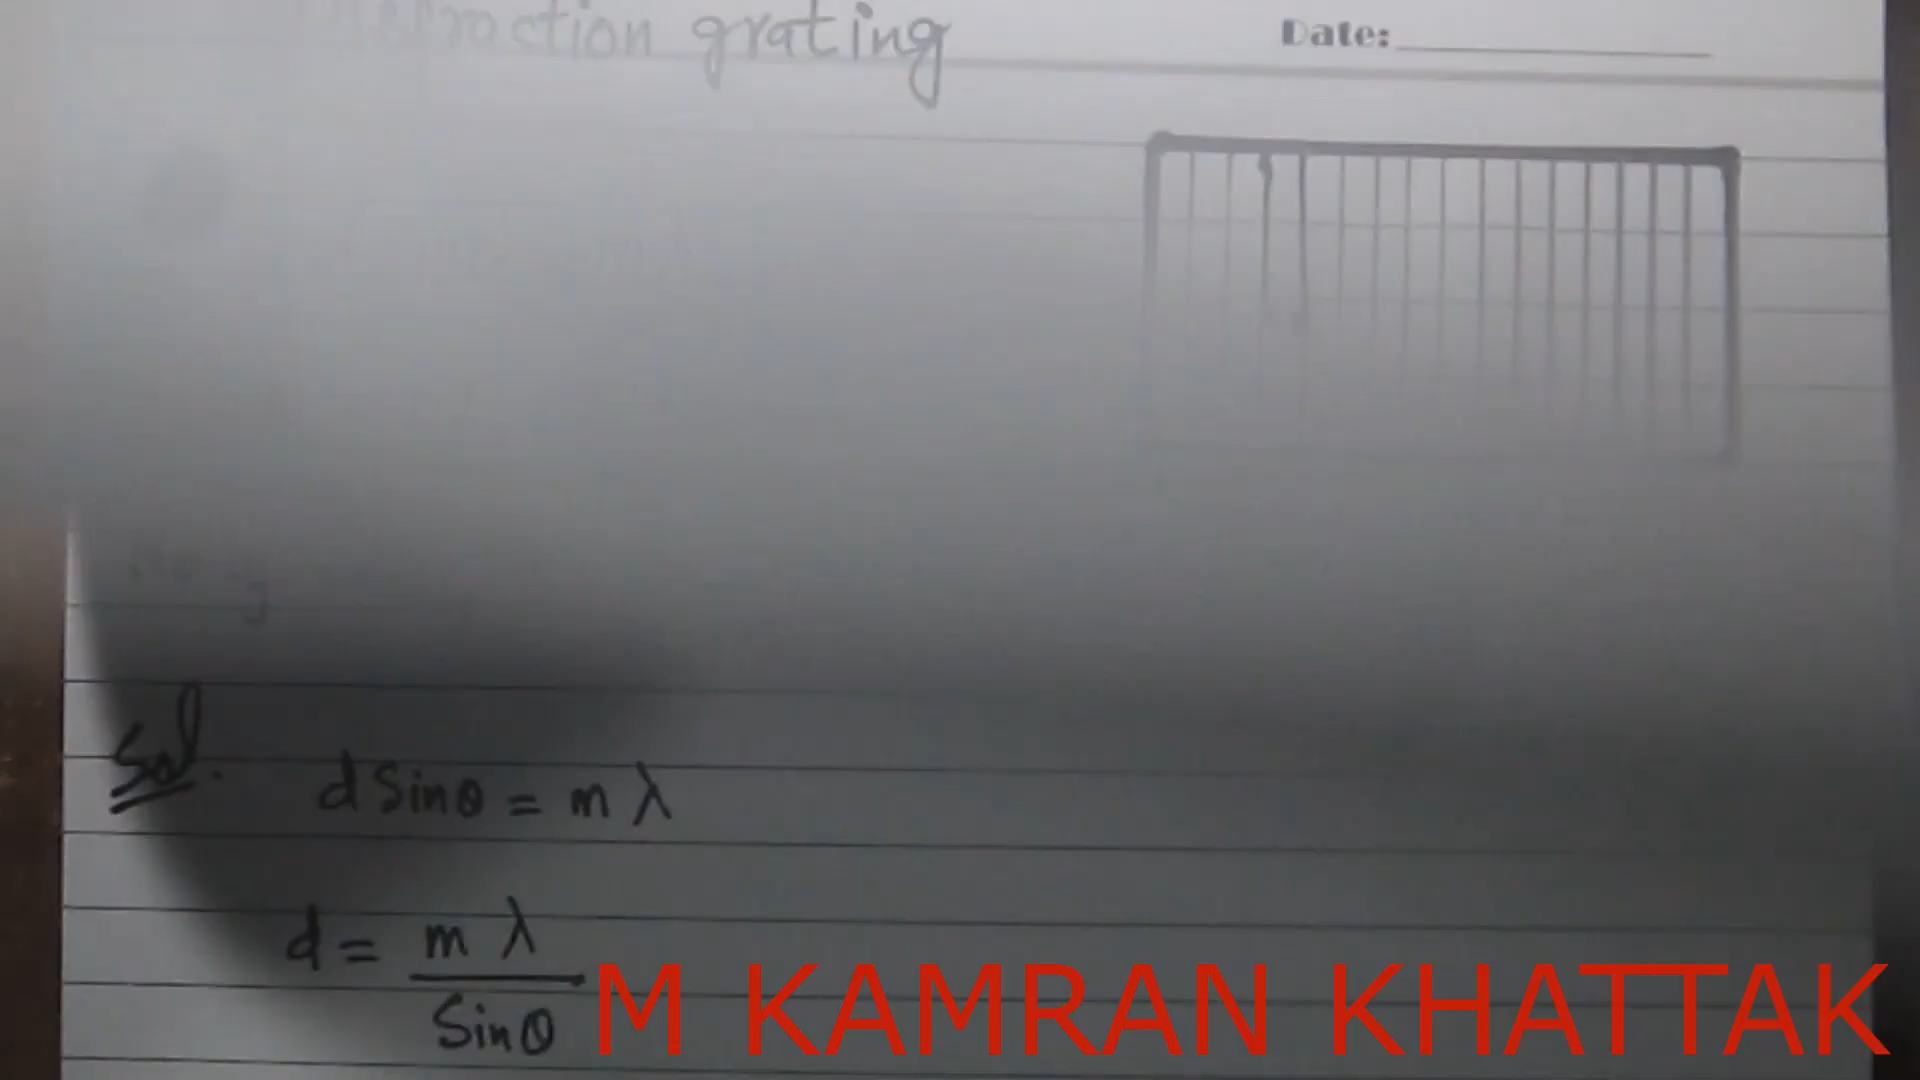 grating
Date:
Sol. d Sinθ = m λ
d = m λ / Sinθ
M KAMRAN KHATTAK